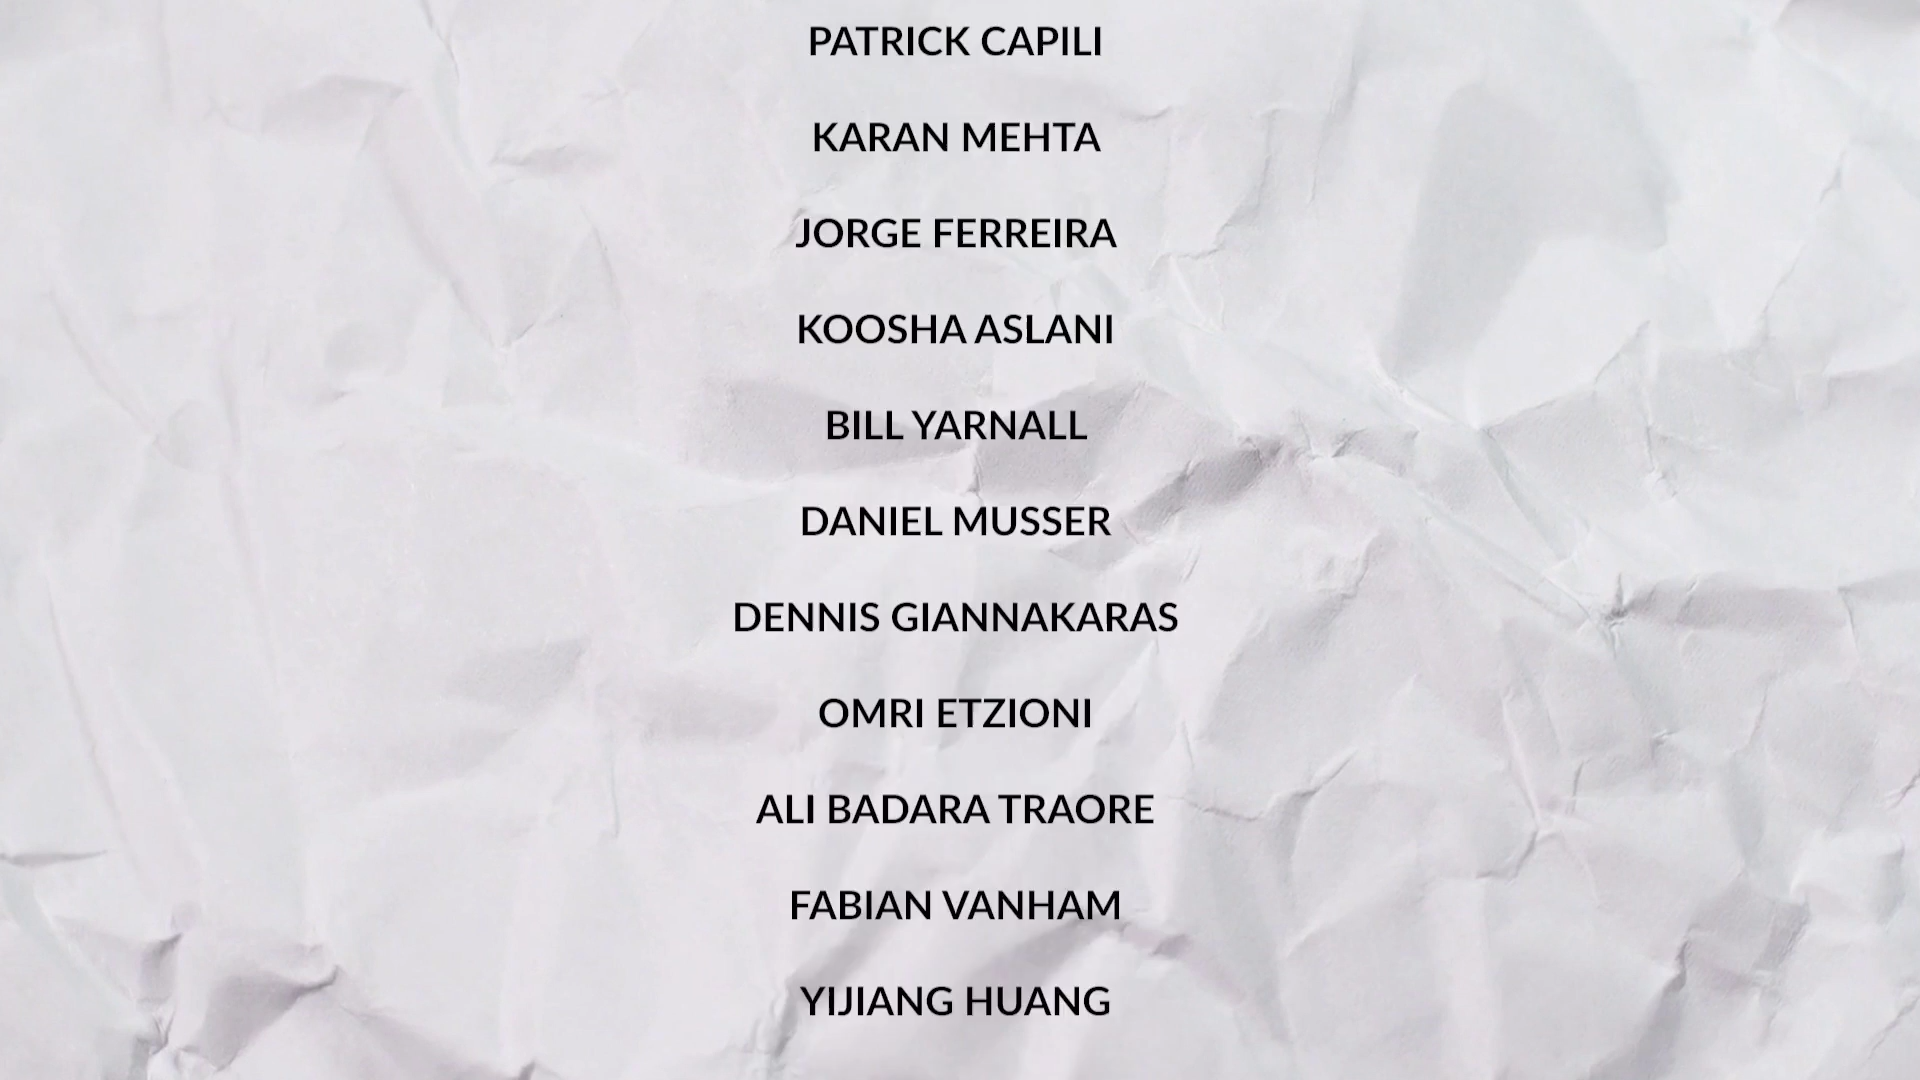 PATRICK CAPILI
KARAN MEHTA
JORGE FERREIRA
KOOSHA ASLANI
BILL YARNALL
DANIEL MUSSER
DENNIS GIANNAKARAS
OMRI ETZIONI
ALI BADARA TRAORE
FABIAN VANHAM
YIJIANG HUANG